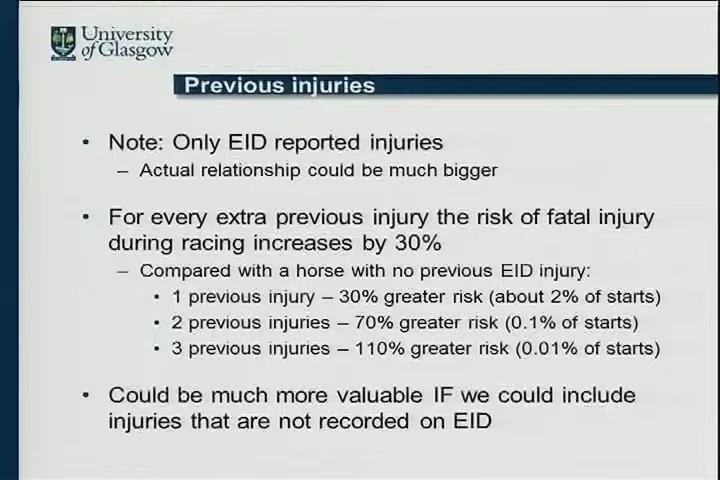 University
of Glasgow
Previous injuries
• Note: Only EID reported injuries
– Actual relationship could be much bigger
• For every extra previous injury the risk of fatal injury
during racing increases by 30%
– Compared with a horse with no previous EID injury:
• 1 previous injury – 30% greater risk (about 2% of starts)
• 2 previous injuries – 70% greater risk (0.1% of starts)
• 3 previous injuries – 110% greater risk (0.01% of starts)
• Could be much more valuable IF we could include
injuries that are not recorded on EID